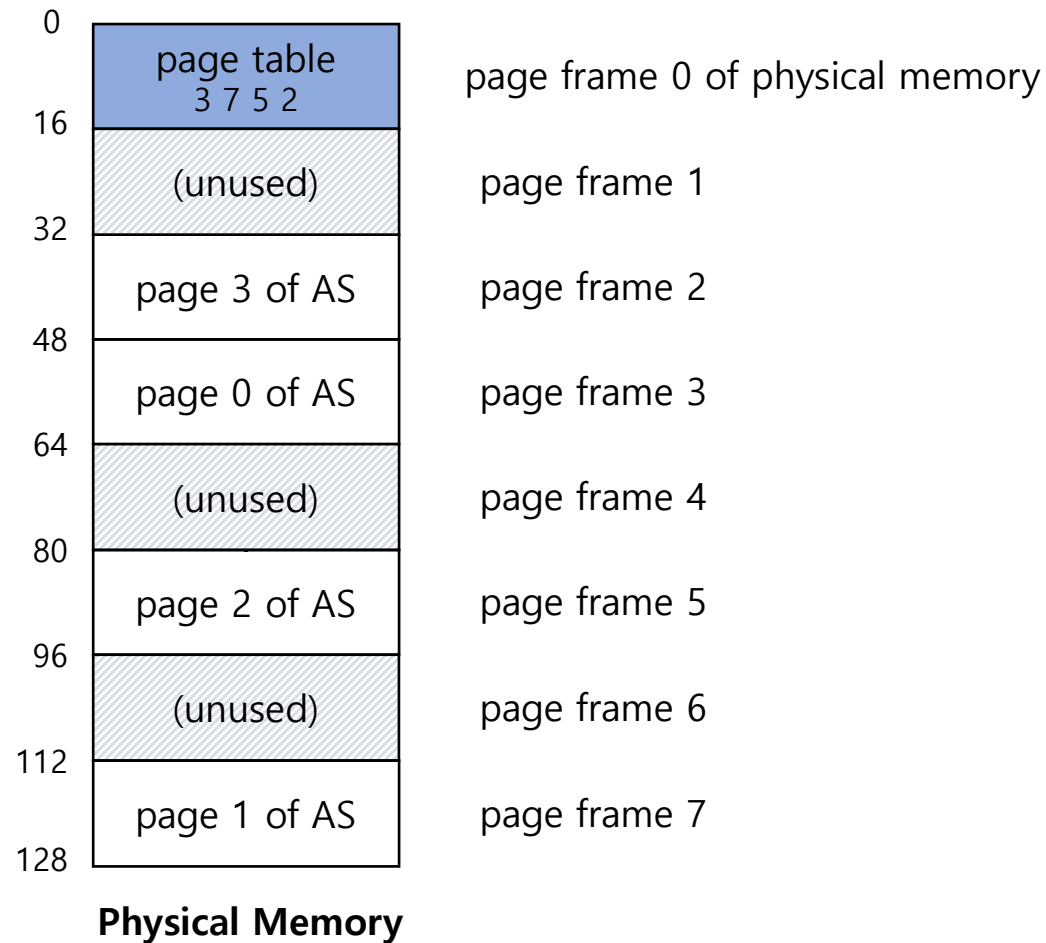 0
page table
3 7 5 2
page frame 0 of physical memory
16
(unused)
page frame 1
32
page 3 of AS
page frame 2
48
page 0 of AS
page frame 3
64
(unused)
page frame 4
80
page 2 of AS
page frame 5
96
(unused)
page frame 6
112
page 1 of AS
page frame 7
128
Physical Memory